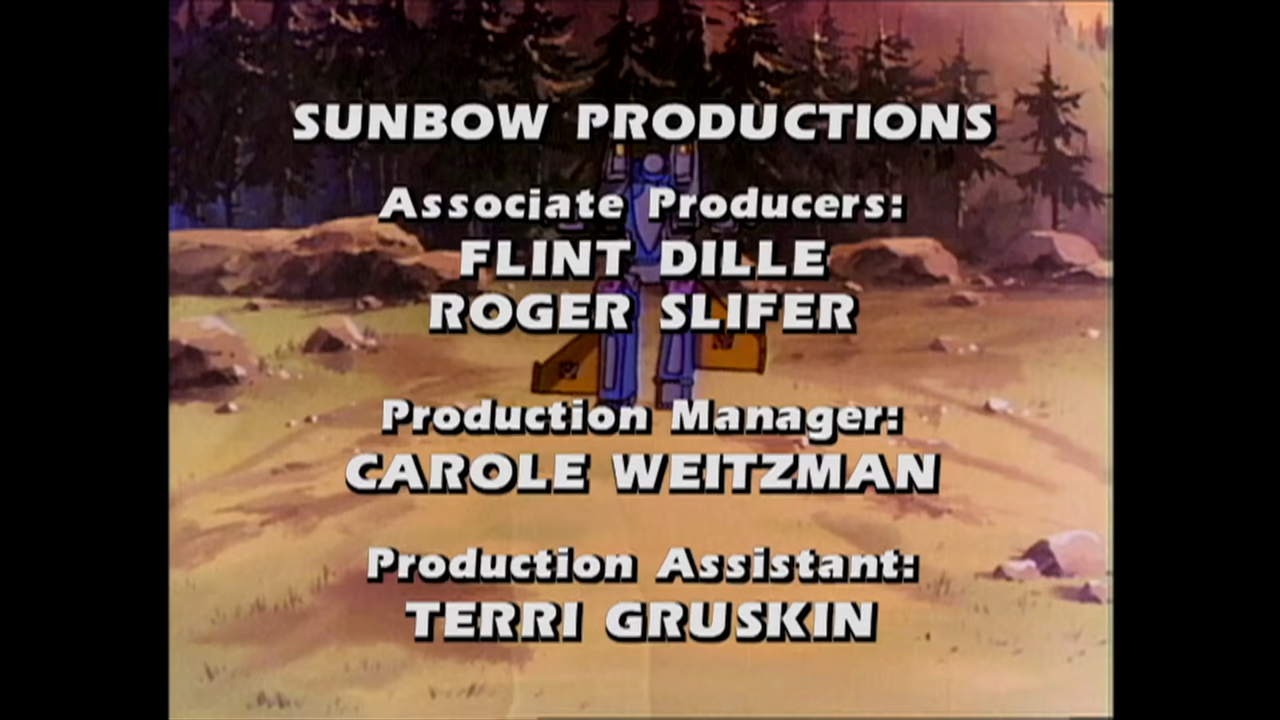 SUNBOW PRODUCTIONS
Associate Producers:
FLINT DILLE
ROGER SLIFER
Production Manager:
CAROLE WEITZMAN
Production Assistant:
TERRI GRUSKIN